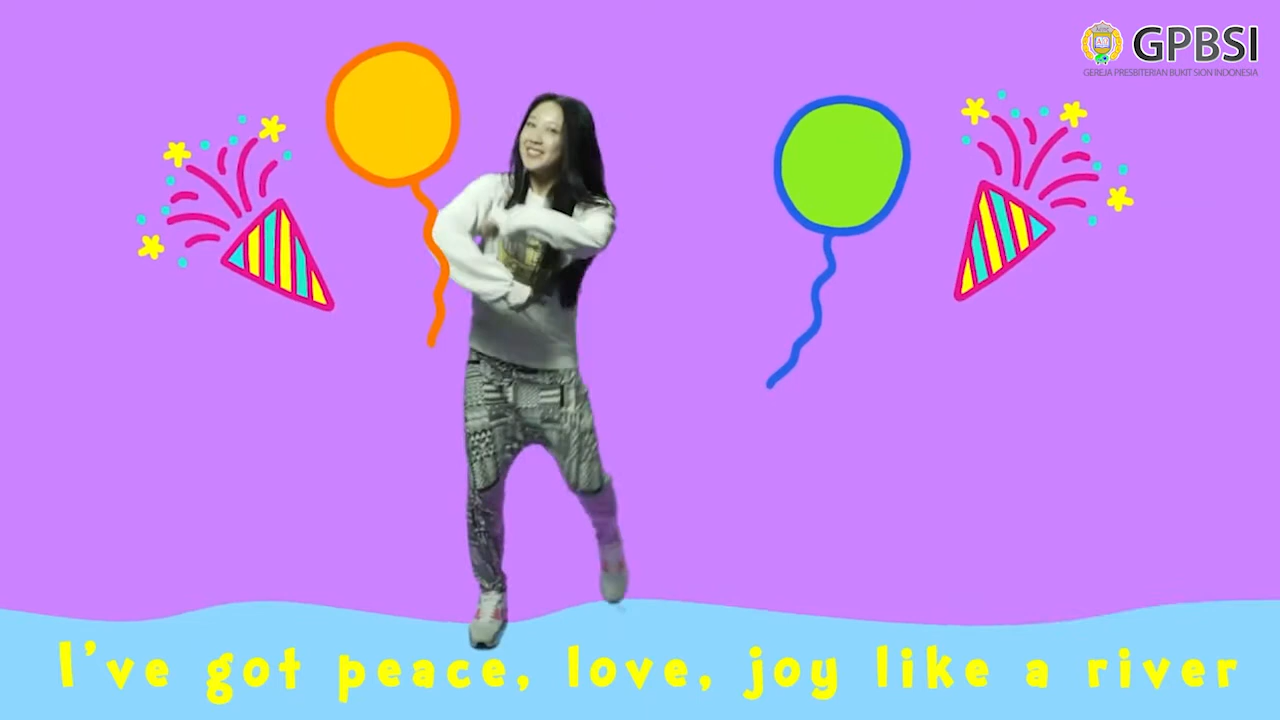 GPBSI
GEREJA PRESBITERIAN BUKIT SION INDONESIA
I've got peace, love, joy like a river